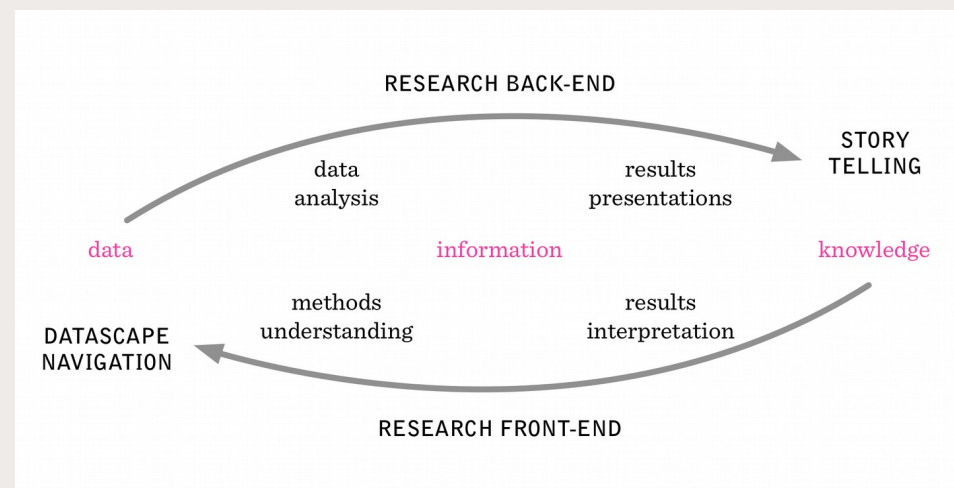 RESEARCH BACK-END
STORY
TELLING
data
analysis
results
presentations
data
information
knowledge
methods
understanding
results
interpretation
DATASCAPE
NAVIGATION
RESEARCH FRONT-END